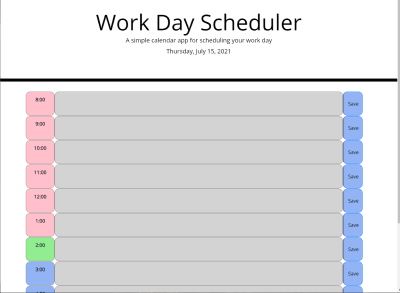 Work Day Scheduler
A simple calendar app for scheduling your work day
Thursday, July 15, 2021
8:00 Save
9:00 Save
10:00 Save
11:00 Save
12:00 Save
1:00 Save
2:00 Save
3:00 Save